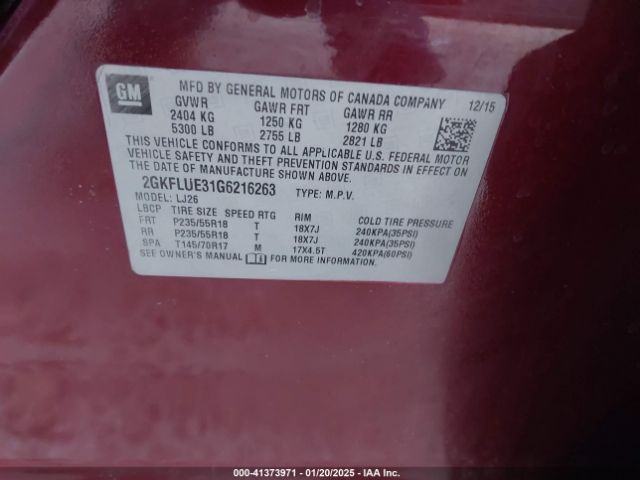 GM
MFD BY GENERAL MOTORS OF CANADA COMPANY 12/15
GVWR GAWR FRT GAWR RR
2404 KG 1250 KG 1280 KG
5300 LB 2755 LB 2821 LB
THIS VEHICLE CONFORMS TO ALL APPLICABLE U.S. FEDERAL MOTOR
VEHICLE SAFETY, BUMPER, AND THEFT PREVENTION STANDARDS IN EFFECT ON THE DATE OF
MANUFACTURE SHOWN ABOVE.
2GKFLUE31G6216263 TYPE: M.P.V.
MODEL: LJ26
LBCP TIRE SIZE SPEED RTG RIM COLD TIRE PRESSURE
FRT P235/55R18 T 18X7J 240KPA(35PSI)
RR P235/55R18 T 18X7J 240KPA(35PSI)
SPA T145/70R17 M 17X4.5T 420KPA(60PSI)
SEE OWNER'S MANUAL FOR MORE INFORMATION.
000-41373971 - 01/20/2025 - IAAI.COM